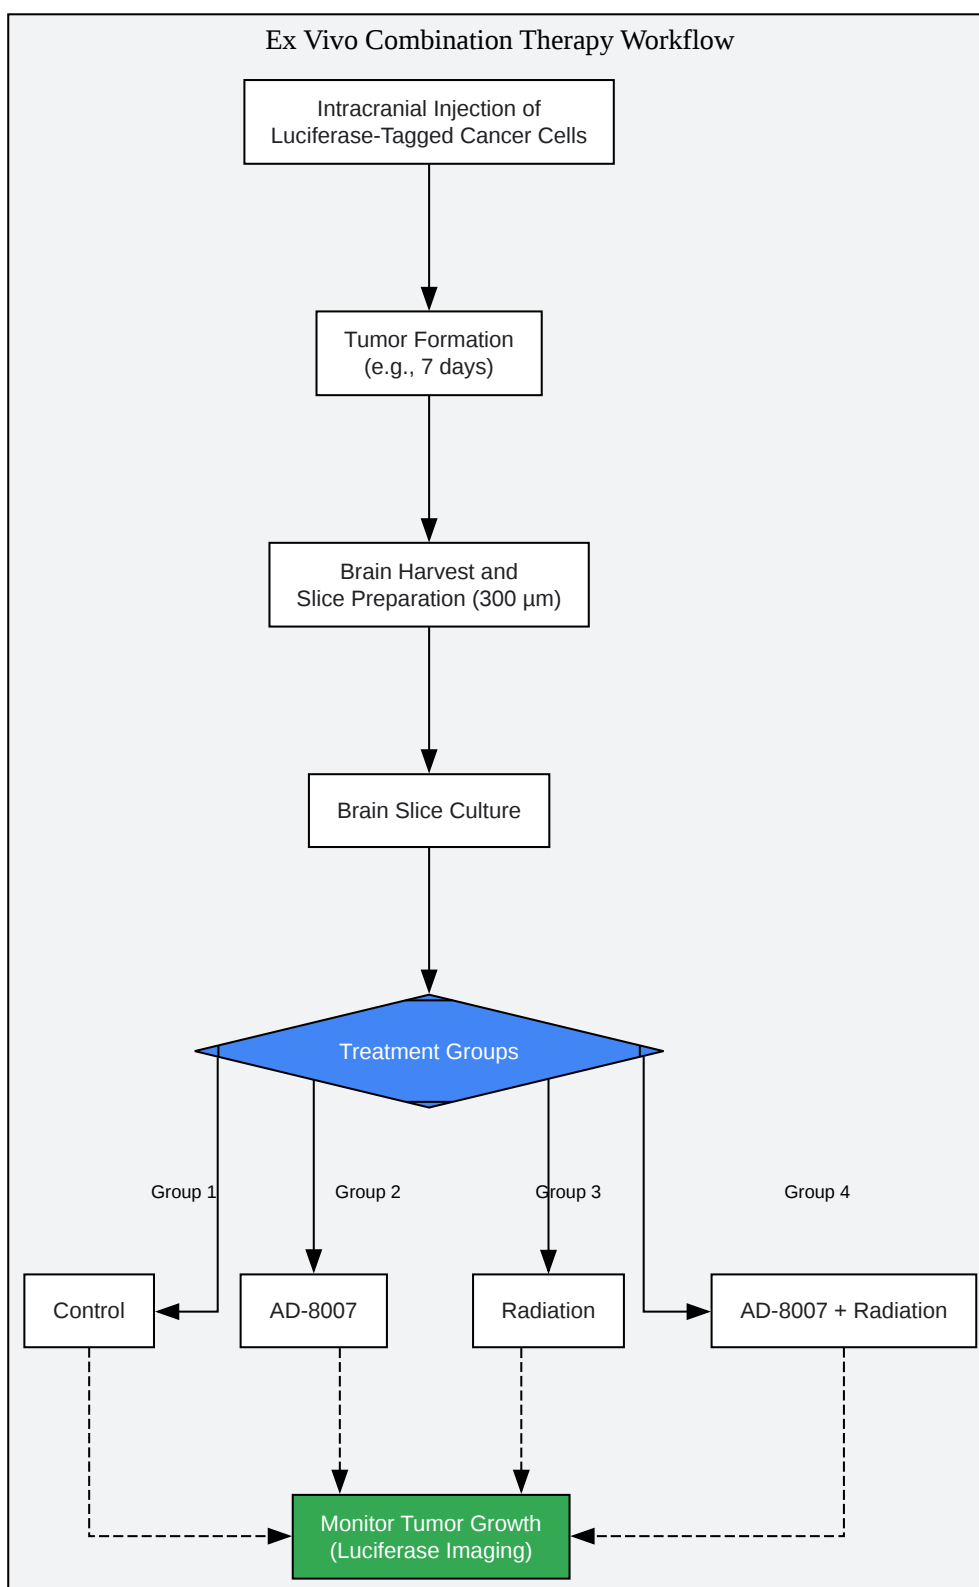 Ex Vivo Combination Therapy Workflow
Intracranial Injection of
Luciferase-Tagged Cancer Cells
Tumor Formation
(e.g., 7 days)
Brain Harvest and
Slice Preparation (300 µm)
Brain Slice Culture
Treatment Groups
Group 1
Group 2
Group 3
Group 4
Control
AD-8007
Radiation
AD-8007 + Radiation
Monitor Tumor Growth
(Luciferase Imaging)